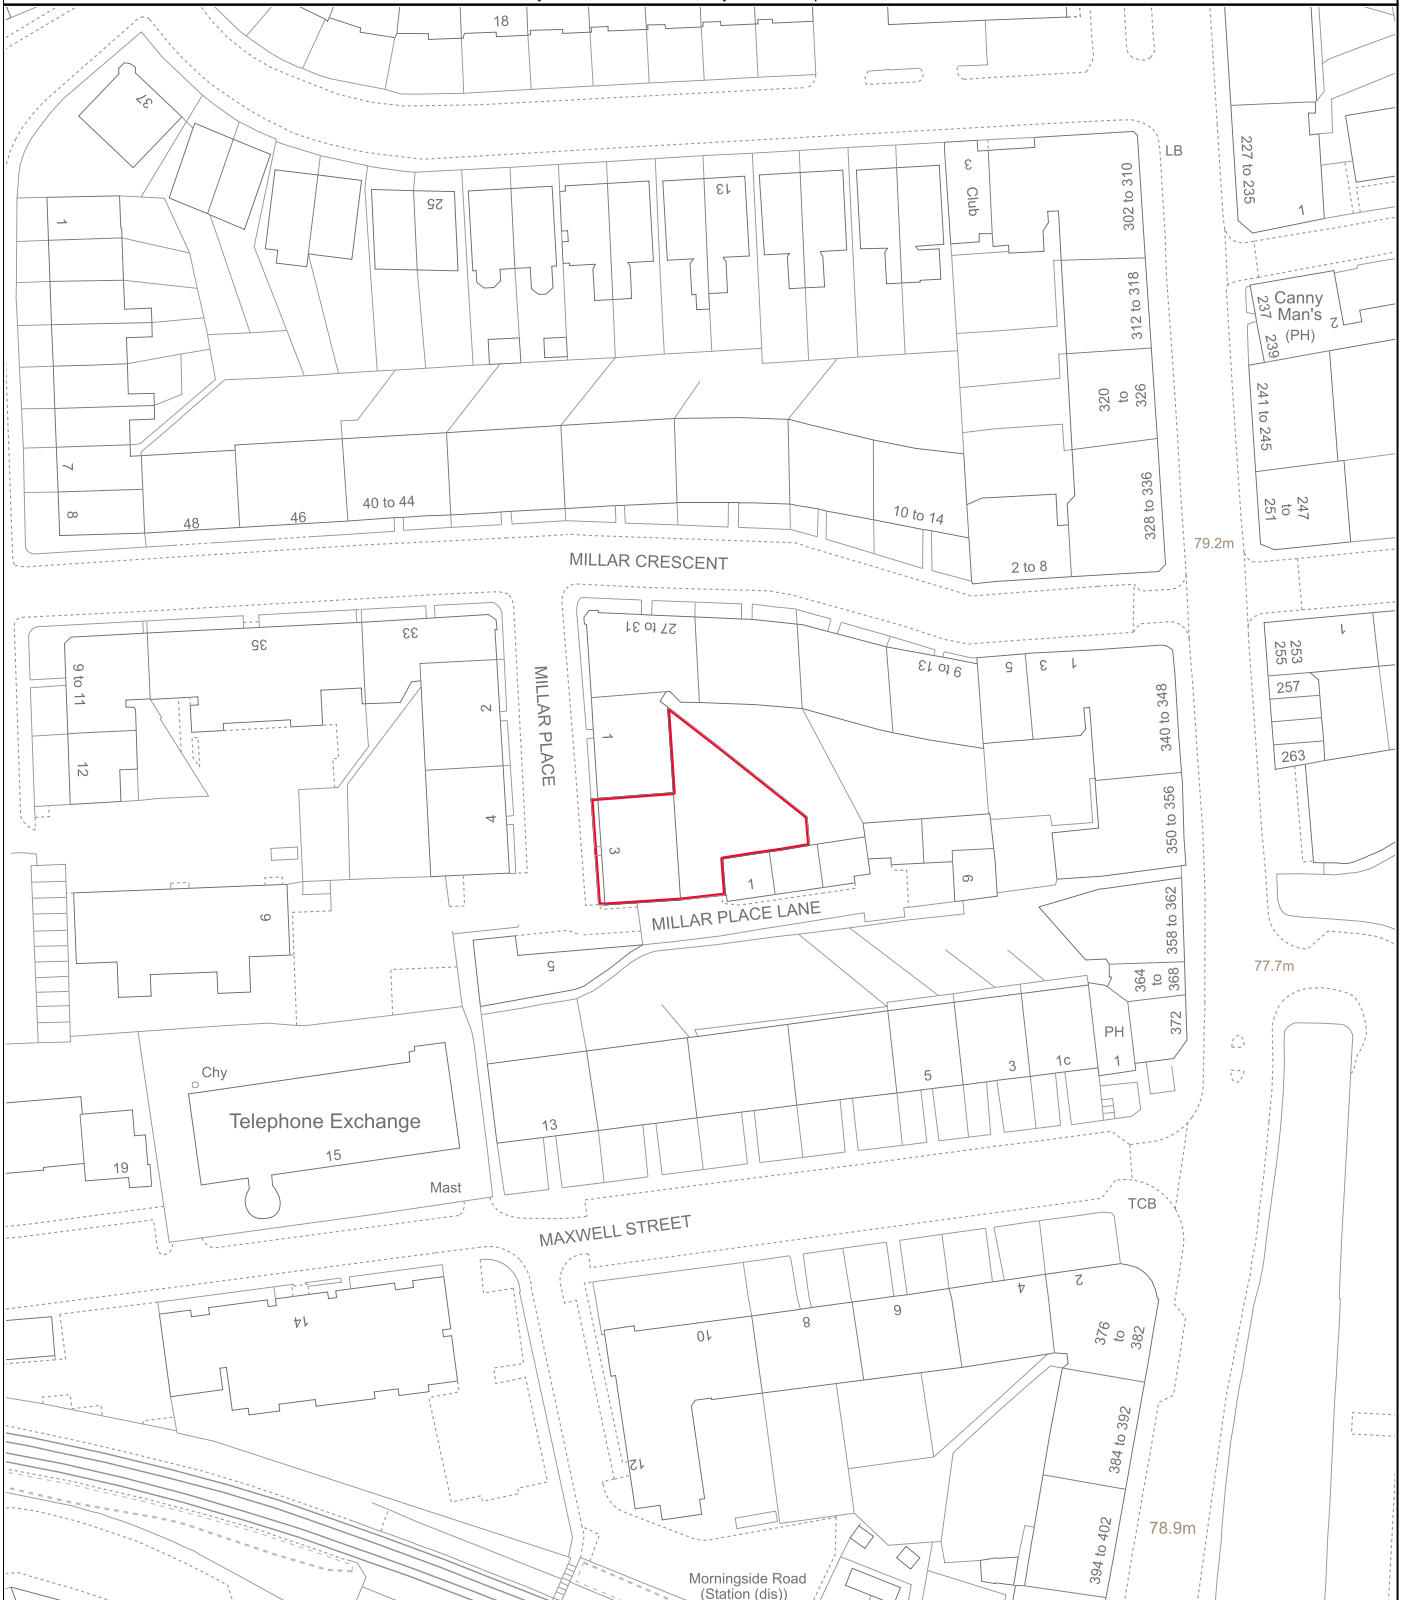 18
37
LB
227 to 235
1
3
Club
302 to 310
13
25
1
312 to 318
237
239
Canny
Man's
(PH)
2
320
to
326
241 to 245
7
8
48
46
40 to 44
10 to 14
2 to 8
328 to 336
247
to
251
79.2m
MILLAR CRESCENT
27 to 31
33
35
9 to 11
9 to 13
5
3
1
253
255
1
257
263
MILLAR PLACE
2
1
340 to 348
12
4
3
350 to 356
1
6
MILLAR PLACE LANE
9
5
358 to 362
364
to
368
77.7m
372
PH
1
1c
3
5
13
Chy
Telephone Exchange
15
19
Mast
TCB
MAXWELL STREET
14
10
8
6
4
2
376
to
382
12
384 to 392
394 to 402
78.9m
Morningside Road
(Station (dis))